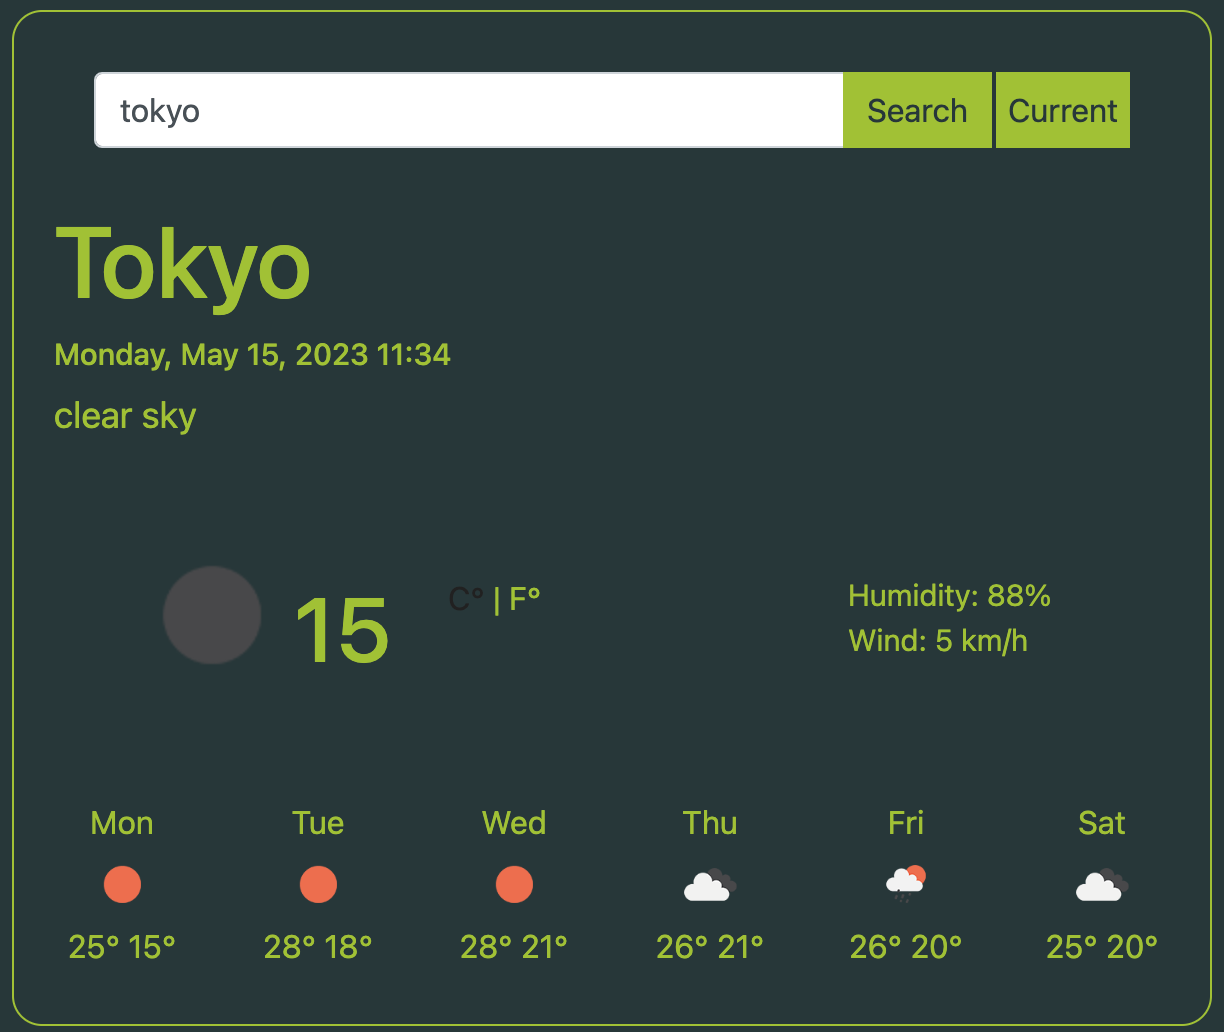 tokyo Search Current
Tokyo
Monday, May 15, 2023 11:34
clear sky
15 C° | F°
Humidity: 88%
Wind: 5 km/h
Mon Tue Wed Thu Fri Sat
25° 15° 28° 18° 28° 21° 26° 21° 26° 20° 25° 20°